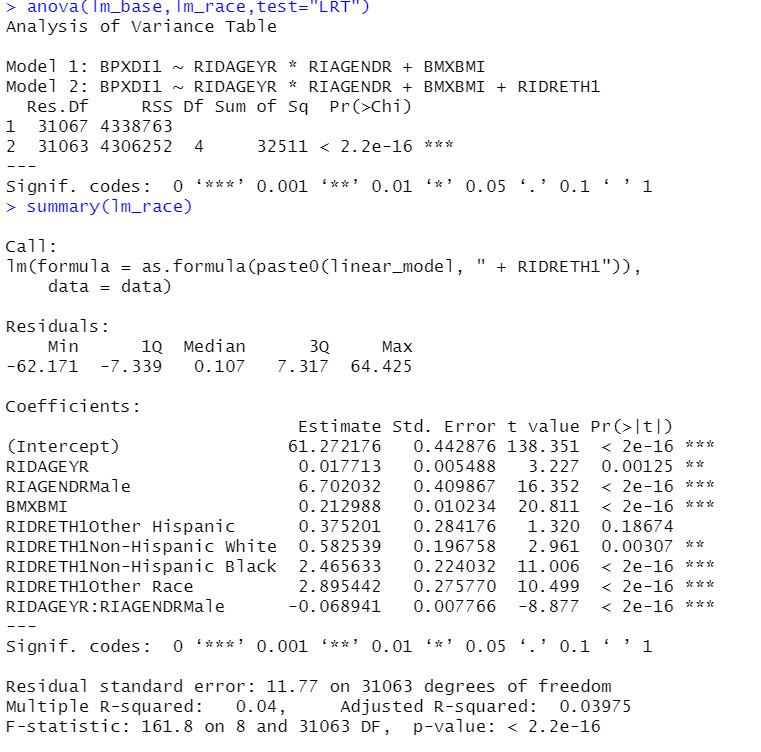 > anova(lm_base,lm_race,test="LRT")
Analysis of Variance Table

Model 1: BPXDI1 ~ RIDAGEYR * RIAGENDR + BMXBMI
Model 2: BPXDI1 ~ RIDAGEYR * RIAGENDR + BMXBMI + RIDRETH1
  Res.Df     RSS Df Sum of Sq  Pr(>Chi)
1  31067 4338763
2  31063 4306252  4     32511 < 2.2e-16 ***
---
Signif. codes:  0 ‘***’ 0.001 ‘**’ 0.01 ‘*’ 0.05 ‘.’ 0.1 ‘ ’ 1
> summary(lm_race)

Call:
lm(formula = as.formula(paste0(linear_model, " + RIDRETH1")),
    data = data)

Residuals:
    Min      1Q  Median      3Q     Max
-62.171  -7.339   0.107   7.317  64.425

Coefficients:
                             Estimate Std. Error t value Pr(>|t|)
(Intercept)                 61.272176   0.442876 138.351  < 2e-16 ***
RIDAGEYR                     0.017713   0.005488   3.227  0.00125 **
RIAGENDRMale                 6.702032   0.409867  16.352  < 2e-16 ***
BMXBMI                       0.212988   0.010234  20.811  < 2e-16 ***
RIDRETH1Other Hispanic       0.375201   0.284176   1.320  0.18674
RIDRETH1Non-Hispanic White   0.582539   0.196758   2.961  0.00307 **
RIDRETH1Non-Hispanic Black   2.465633   0.224032  11.006  < 2e-16 ***
RIDRETH1Other Race           2.895442   0.275770  10.499  < 2e-16 ***
RIDAGEYR:RIAGENDRMale       -0.068941   0.007766  -8.877  < 2e-16 ***
---
Signif. codes:  0 ‘***’ 0.001 ‘**’ 0.01 ‘*’ 0.05 ‘.’ 0.1 ‘ ’ 1

Residual standard error: 11.77 on 31063 degrees of freedom
Multiple R-squared:   0.04,     Adjusted R-squared:  0.03975
F-statistic: 161.8 on 8 and 31063 DF,  p-value: < 2.2e-16